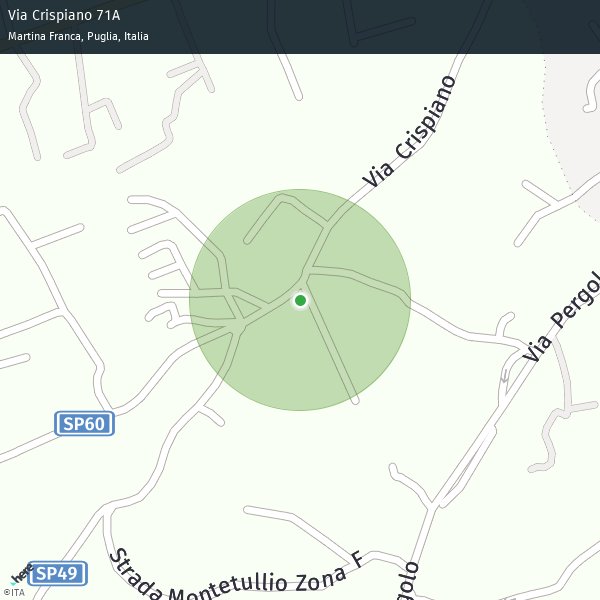 Via Crispiano 71A
Martina Franca, Puglia, Italia
Via Crispiano
Via Pergol
SP60
Strada Montetullio Zona F
golo
SP49
here
©ITA